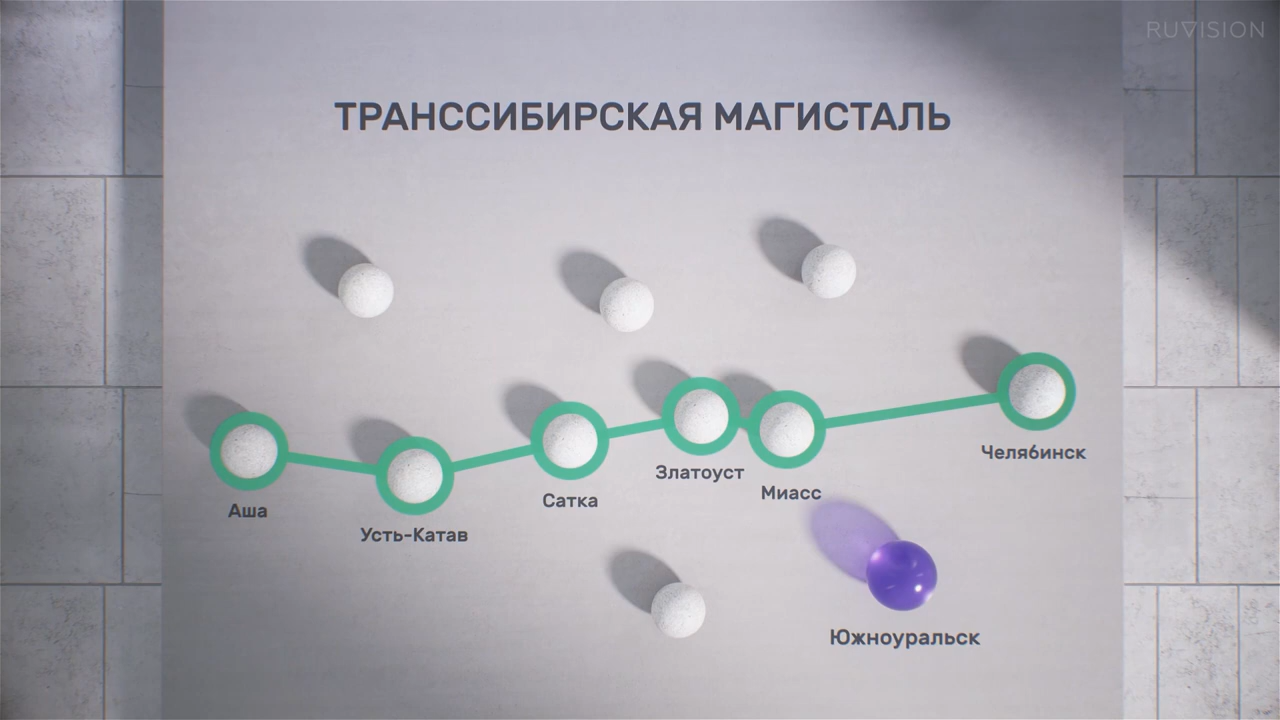 RUVISION
ТРАНССИБИРСКАЯ МАГИСТАЛЬ
Челябинск
Златоуст
Миасс
Сатка
Аша
Усть-Катав
Южноуральск